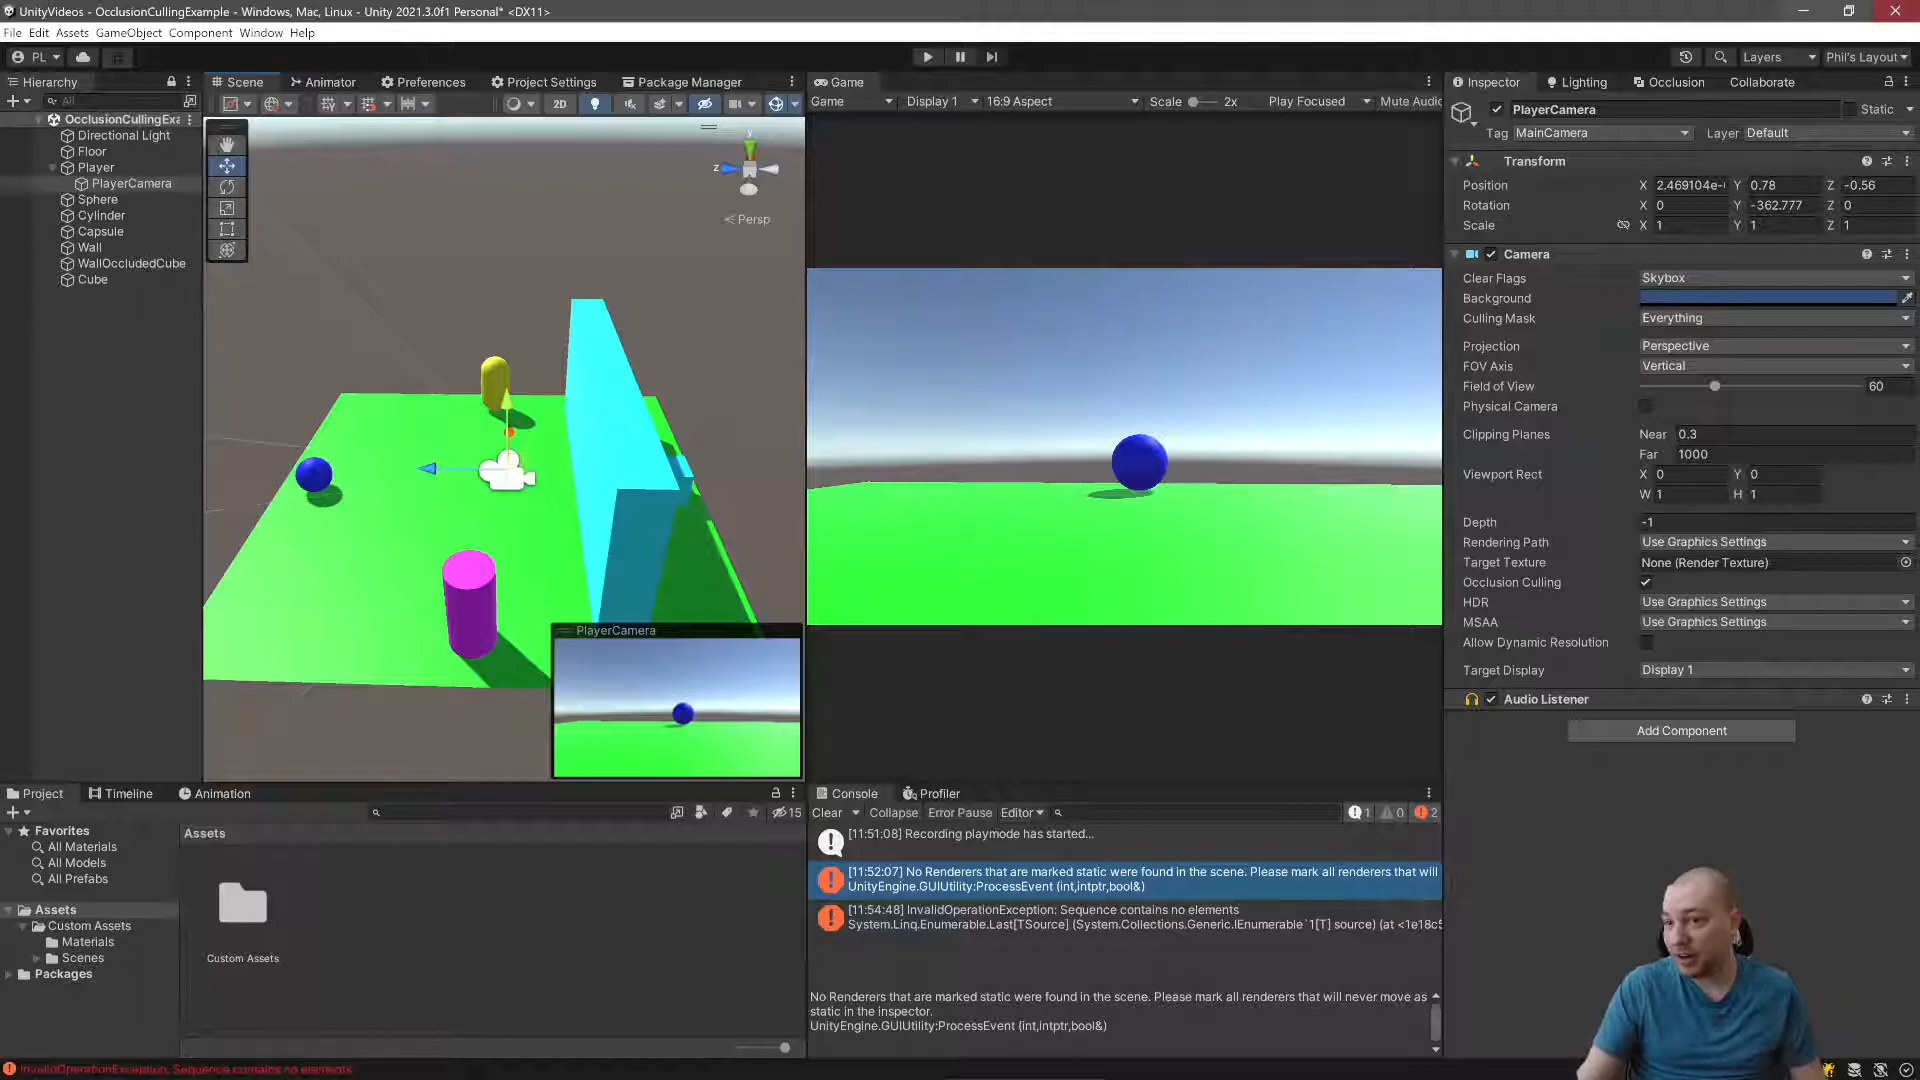 UnityVideos - OcclusionCullingExample - Windows, Mac, Linux - Unity 2021.3.0f1 Personal* <DX11>
File Edit Assets GameObject Component Window Help
PL Layers Phil's Layout
Hierarchy
All
OcclusionCullingExa
Directional Light
Floor
Player
PlayerCamera
Sphere
Cylinder
Capsule
Wall
WallOccludedCube
Cube
Scene Animator Preferences Project Settings Package Manager
2D
y
z
Persp
PlayerCamera
Game
Game Display 1 16:9 Aspect Scale 2x Play Focused Mute Audio
Inspector Lighting Occlusion Collaborate
PlayerCamera Static
Tag MainCamera Layer Default
Transform
Position X 2.469104e- Y 0.78 Z -0.56
Rotation X 0 Y -362.777 Z 0
Scale X 1 Y 1 Z 1
Camera
Clear Flags Skybox
Background
Culling Mask Everything
Projection Perspective
FOV Axis Vertical
Field of View 60
Physical Camera
Clipping Planes Near 0.3
Far 1000
Viewport Rect X 0 Y 0
W 1 H 1
Depth -1
Rendering Path Use Graphics Settings
Target Texture None (Render Texture)
Occlusion Culling
HDR Use Graphics Settings
MSAA Use Graphics Settings
Allow Dynamic Resolution
Target Display Display 1
Audio Listener
Add Component
Project Timeline Animation
15
Favorites
All Materials
All Models
All Prefabs
Assets
Custom Assets
Materials
Scenes
Packages
Assets
Custom Assets
Console Profiler
Clear Collapse Error Pause Editor 1 0 2
[11:51:08] Recording playmode has started...
[11:52:07] No Renderers that are marked static were found in the scene. Please mark all renderers that will
UnityEngine.GUIUtility:ProcessEvent (int,intptr,bool&)
[11:54:48] InvalidOperationException: Sequence contains no elements
System.Linq.Enumerable.Last[TSource] (System.Collections.Generic.IEnumerable`1[T] source) (at <1e18c5
No Renderers that are marked static were found in the scene. Please mark all renderers that will never move as
static in the inspector.
UnityEngine.GUIUtility:ProcessEvent (int,intptr,bool&)
InvalidOperationException: Sequence contains no elements